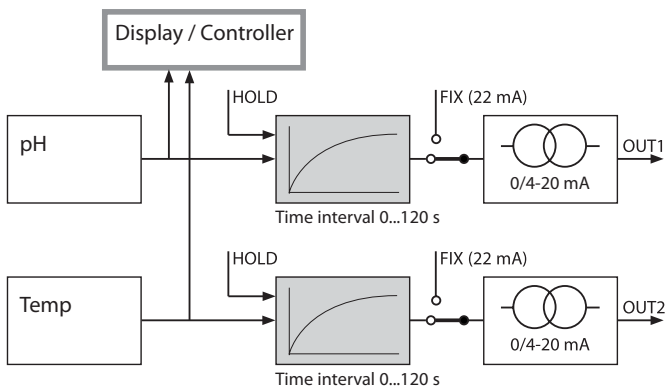 Display / Controller
HOLD
FIX (22 mA)
pH
OUT1
0/4-20 mA
Time interval 0...120 s
HOLD
FIX (22 mA)
Temp
OUT2
0/4-20 mA
Time interval 0...120 s